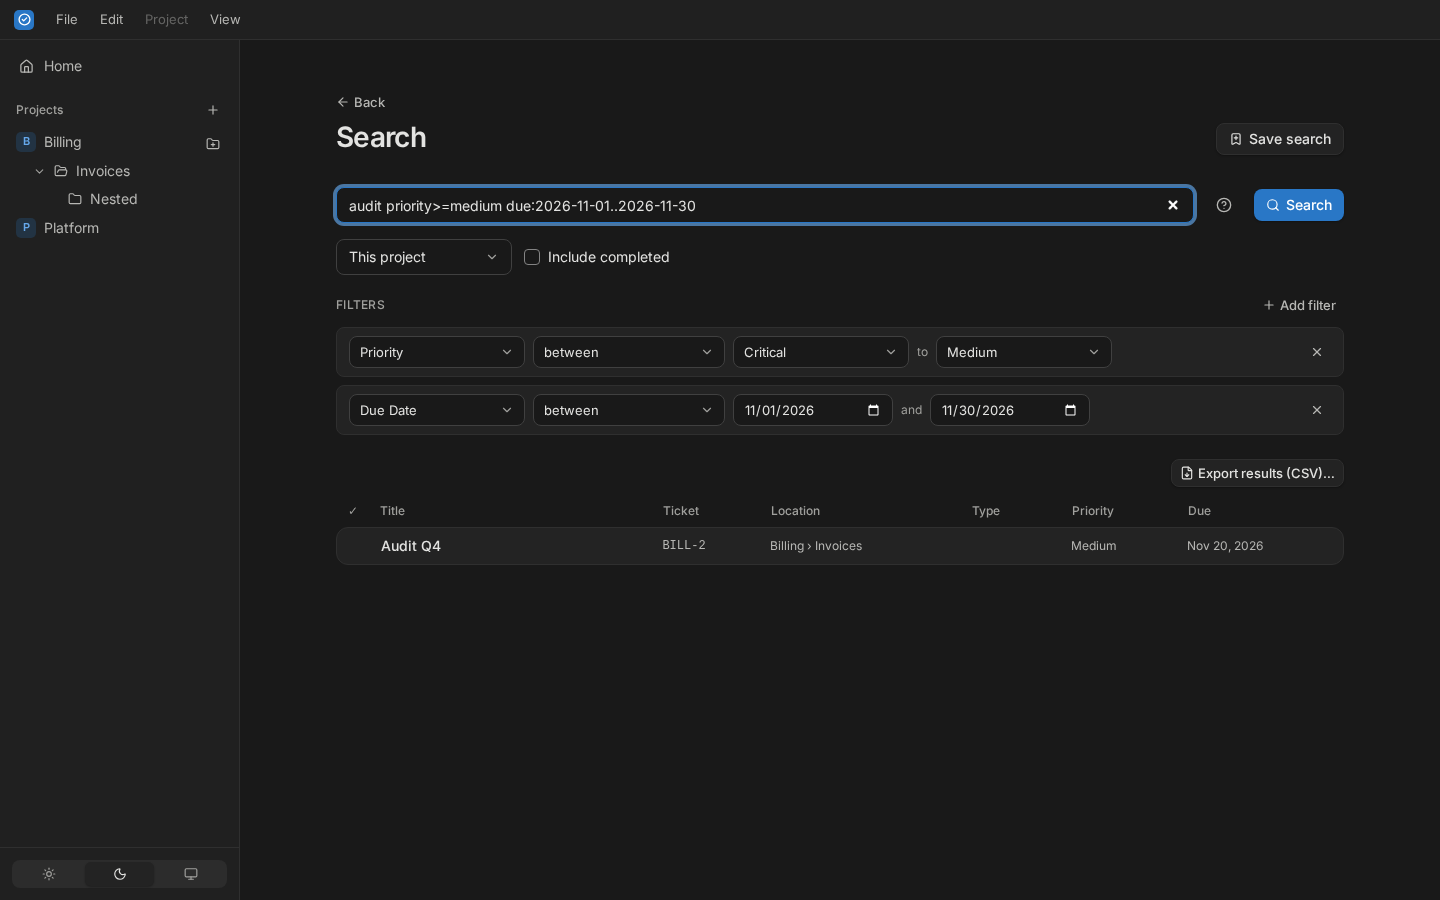 File Edit Project View
Home
Projects
B Billing
Invoices
Nested
P Platform
Back
Search
Save search
audit priority>=medium due:2026-11-01..2026-11-30
Search
This project
Include completed
FILTERS
Add filter
Priority between Critical to Medium
Due Date between 11/01/2026 and 11/30/2026
Export results (CSV)...
✓ Title Ticket Location Type Priority Due
Audit Q4 BILL-2 Billing › Invoices Medium Nov 20, 2026